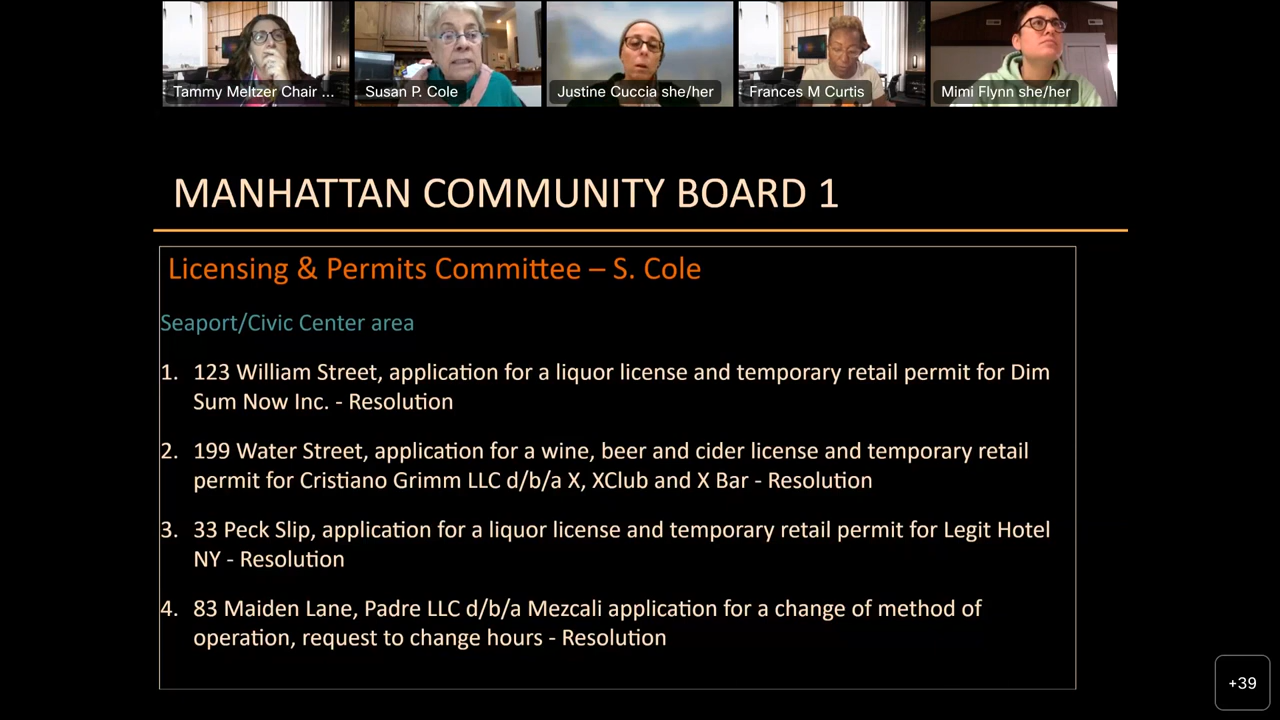 Tammy Meltzer Chair ...
Susan P. Cole
Justine Cuccia she/her
Frances M Curtis
Mimi Flynn she/her
MANHATTAN COMMUNITY BOARD 1
Licensing & Permits Committee – S. Cole
Seaport/Civic Center area
1. 123 William Street, application for a liquor license and temporary retail permit for Dim
Sum Now Inc. - Resolution
2. 199 Water Street, application for a wine, beer and cider license and temporary retail
permit for Cristiano Grimm LLC d/b/a X, XClub and X Bar - Resolution
3. 33 Peck Slip, application for a liquor license and temporary retail permit for Legit Hotel
NY - Resolution
4. 83 Maiden Lane, Padre LLC d/b/a Mezcali application for a change of method of
operation, request to change hours - Resolution
+39